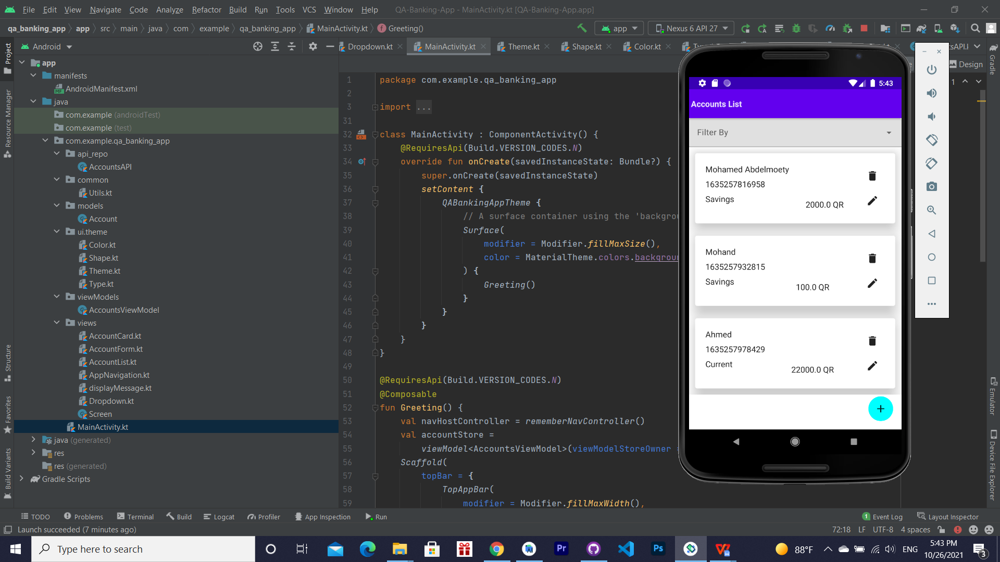 File Edit View Navigate Code Analyze Refactor Build Run Tools VCS Window Help QA-Banking-App - MainActivity.kt [QA-Banking-App.app]
qa_banking_app app src main java com example qa_banking_app MainActivity.kt Greeting() app Nexus 6 API 27
Android
Dropdown.kt MainActivity.kt Theme.kt Shape.kt Color.kt
Design
Project
Resource Manager
Structure
Favorites
Build Variants
app
manifests
AndroidManifest.xml
java
com.example (androidTest)
com.example (test)
com.example.qa_banking_app
api_repo
AccountsAPI
common
Utils.kt
models
Account
ui.theme
Color.kt
Shape.kt
Theme.kt
Type.kt
viewModels
AccountsViewModel
views
AccountCard.kt
AccountForm.kt
AccountList.kt
AppNavigation.kt
displayMessage.kt
Dropdown.kt
Screen
MainActivity.kt
java (generated)
res
res (generated)
Gradle Scripts
1 package com.example.qa_banking_app
2
3 import ...
31
32 class MainActivity : ComponentActivity() {
33 @RequiresApi(Build.VERSION_CODES.N)
34 override fun onCreate(savedInstanceState: Bundle?) {
35 super.onCreate(savedInstanceState)
36 setContent {
37 QABankingAppTheme {
38 // A surface container using the 'backgrou
39 Surface(
40 modifier = Modifier.fillMaxSize(),
41 color = MaterialTheme.colors.backgroun
42 ) {
43 Greeting()
44 }
45 }
46 }
47 }
48 }
49
50 @RequiresApi(Build.VERSION_CODES.N)
51 @Composable
52 fun Greeting() {
53 val navHostController = rememberNavController()
54 val accountStore =
55 viewModel<AccountsViewModel>(viewModelStoreOwner =
56 Scaffold(
57 topBar = {
58 TopAppBar(
59 modifier = Modifier.fillMaxWidth(),
1
5:43
Accounts List
Filter By
Mohamed Abdelmoety
1635257816958
Savings
2000.0 QR
Mohand
1635257932815
Savings
100.0 QR
Ahmed
1635257978429
Current
22000.0 QR
+
Gradle
Emulator
Device File Explorer
TODO Problems Terminal Build Logcat Profiler App Inspection Run 1 Event Log Layout Inspector
Launch succeeded (7 minutes ago) 72:18 LF UTF-8 4 spaces
Type here to search
Pr
Ps
88°F ENG
5:43 PM
10/26/2021
3